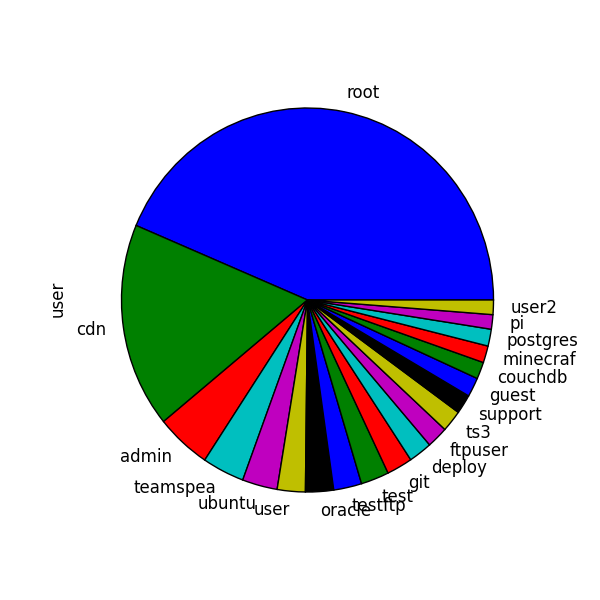 root
user
cdn
admin
teamspea
ubuntu
user
oracle
testftp
test
git
deploy
ftpuser
ts3
support
guest
couchdb
minecraf
postgres
pi
user2